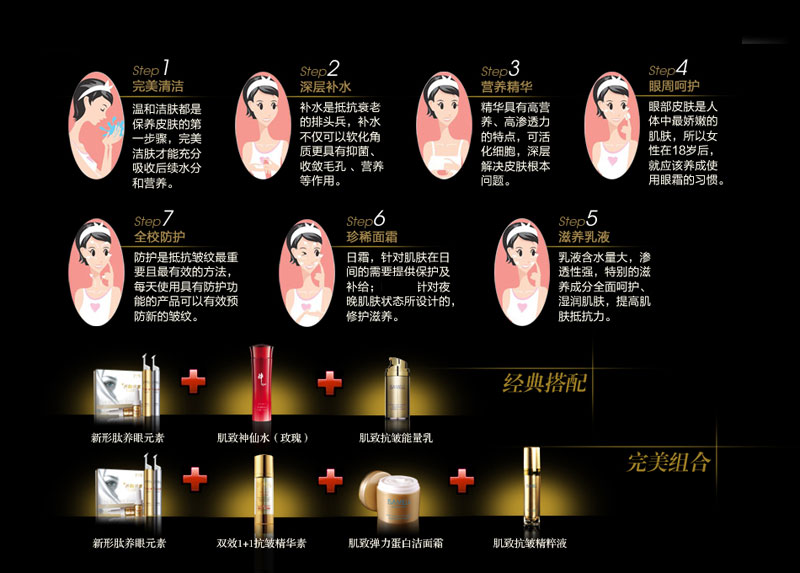 Step1
完美清洁
温和洁肤都是
保养皮肤的第
一步骤，完美
洁肤才能充分
吸收后续水分
和营养。
Step2
深层补水
补水是抵抗衰老
的排头兵，补水
不仅可以软化角
质更具有抑菌、
收敛毛孔、营养
等作用。
Step3
营养精华
精华具有高营
养、高渗透力
的特点，可活
化细胞，深层
解决皮肤根本
问题。
Step4
眼周呵护
眼部皮肤是人
体中最娇嫩的
肌肤，所以女
性在18岁后，
就应该养成使
用眼霜的习惯。
Step5
滋养乳液
乳液含水量大，渗
透性强，特别的滋
养成分全面呵护、
湿润肌肤，提高肌
肤抵抗力。
Step6
珍稀面霜
日霜，针对肌肤在日
间的需要提供保护及
补给；针对夜
晚肌肤状态所设计的，
修护滋养。
Step7
全校防护
防护是抵抗皱纹最重
要且最有效的方法，
每天使用具有防护功
能的产品可以有效预
防新的皱纹。
经典搭配
新形肽养眼元素
肌致神仙水（玫瑰）
肌致抗皱能量乳
完美组合
新形肽养眼元素
双效1+1抗皱精华素
肌致弹力蛋白洁面霜
肌致抗皱精粹液